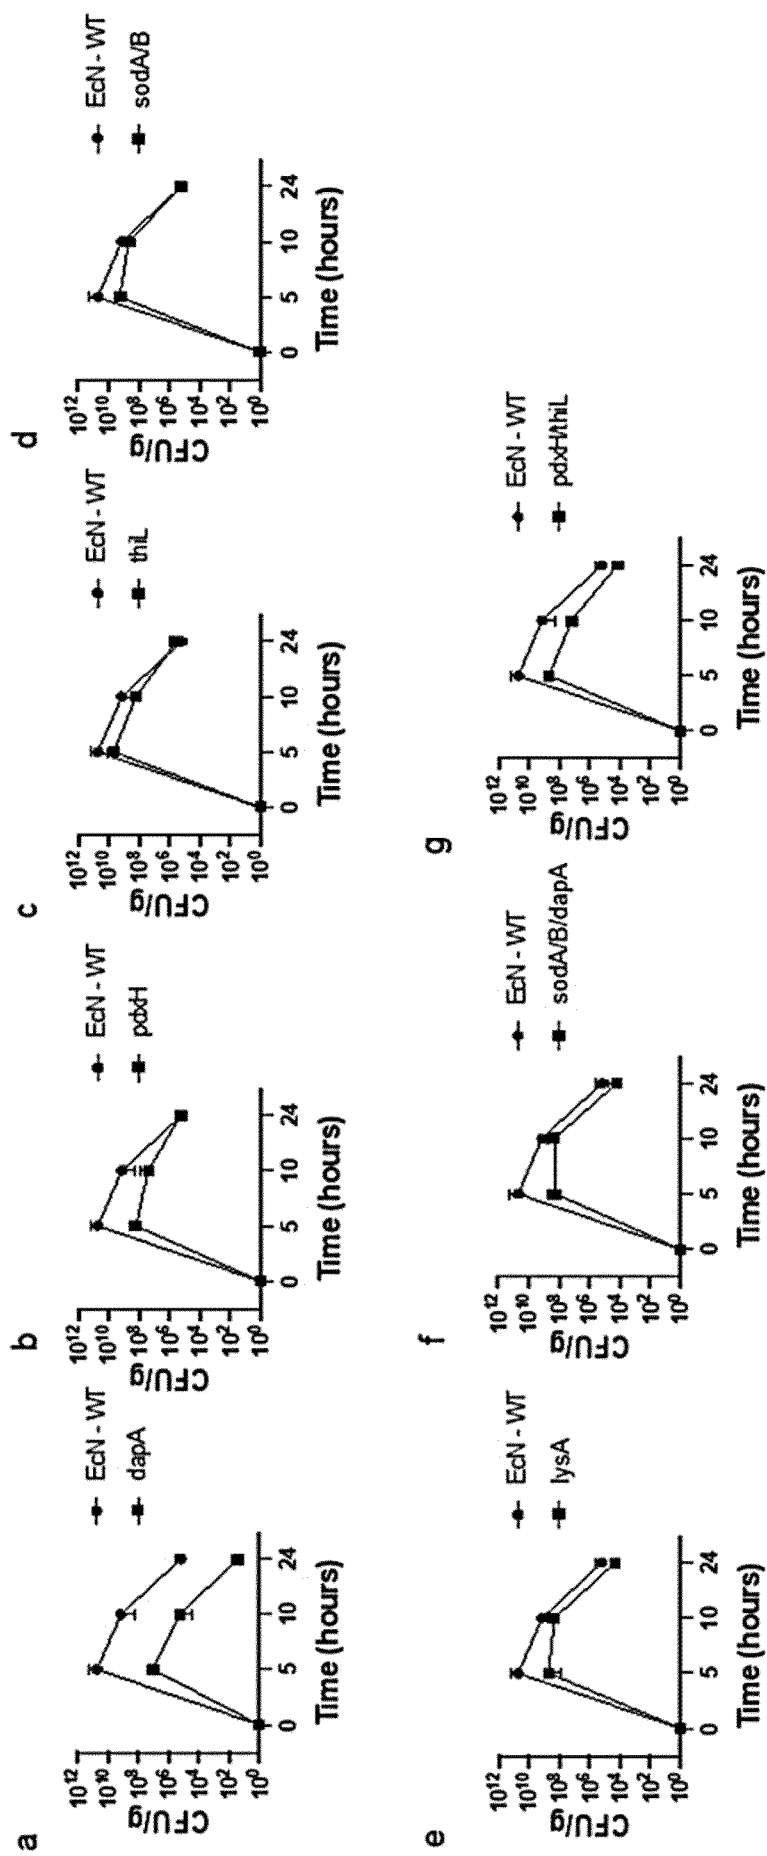 a
EcN - WT
dapA
CFU/g
10¹²
10¹⁰
10⁸
10⁶
10⁴
10²
10⁰
0 5 10 24
Time (hours)
b
EcN - WT
pdxH
CFU/g
10¹²
10¹⁰
10⁸
10⁶
10⁴
10²
10⁰
0 5 10 24
Time (hours)
c
EcN - WT
thiL
CFU/g
10¹²
10¹⁰
10⁸
10⁶
10⁴
10²
10⁰
0 5 10 24
Time (hours)
d
EcN - WT
sodA/B
CFU/g
10¹²
10¹⁰
10⁸
10⁶
10⁴
10²
10⁰
0 5 10 24
Time (hours)
e
EcN - WT
lysA
CFU/g
10¹²
10¹⁰
10⁸
10⁶
10⁴
10²
10⁰
0 5 10 24
Time (hours)
f
EcN - WT
sodA/B/dapA
CFU/g
10¹²
10¹⁰
10⁸
10⁶
10⁴
10²
10⁰
0 5 10 24
Time (hours)
g
EcN - WT
pdxH/thiL
CFU/g
10¹²
10¹⁰
10⁸
10⁶
10⁴
10²
10⁰
0 5 10 24
Time (hours)